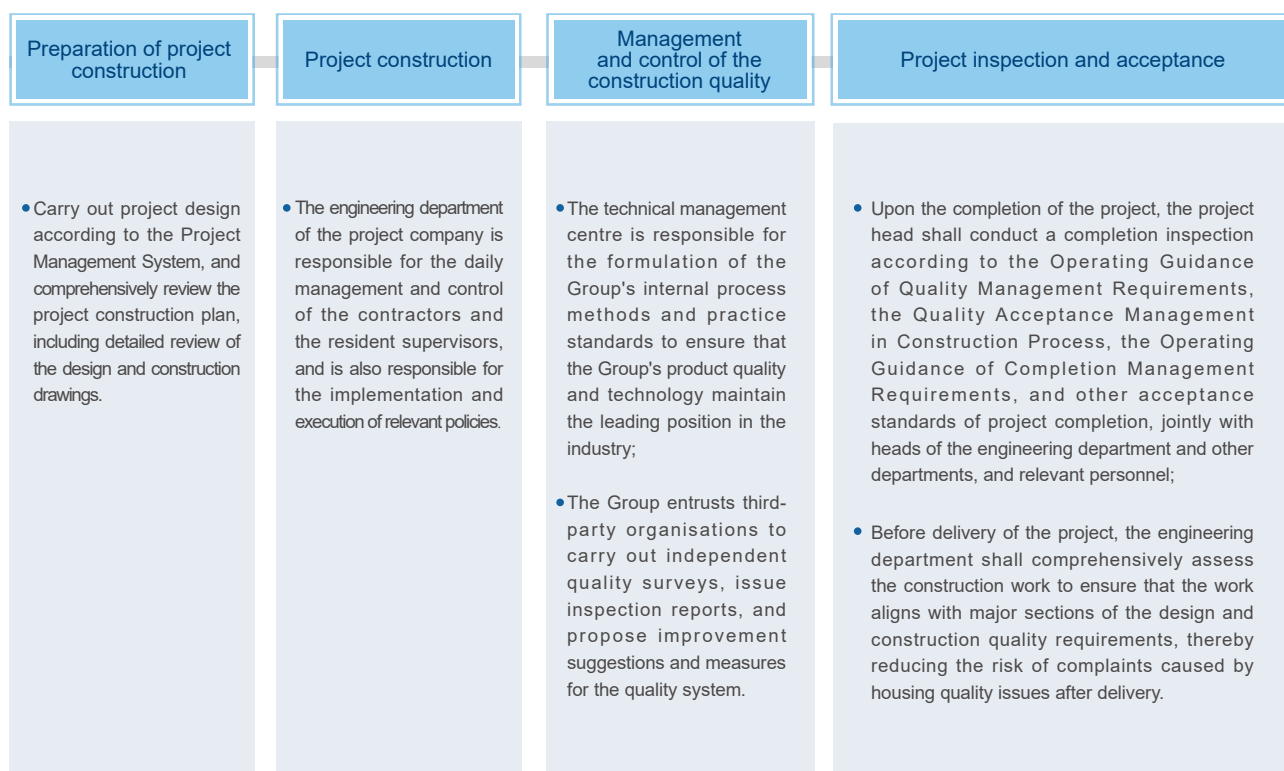 Preparation of project
construction
Project construction
Management
and control of the
construction quality
Project inspection and acceptance
• Carry out project design
according to the Project
Management System, and
comprehensively review the
project construction plan,
including detailed review of
the design and construction
drawings.
• The engineering department
of the project company is
responsible for the daily
management and control
of the contractors and
the resident supervisors,
and is also responsible for
the implementation and
execution of relevant policies.
• The technical management
centre is responsible for
the formulation of the
Group's internal process
methods and practice
standards to ensure that
the Group's product quality
and technology maintain
the leading position in the
industry;
• The Group entrusts third-
party organisations to
carry out independent
quality surveys, issue
inspection reports, and
propose improvement
suggestions and measures
for the quality system.
• Upon the completion of the project, the project
head shall conduct a completion inspection
according to the Operating Guidance
of Quality Management Requirements,
the Quality Acceptance Management
in Construction Process, the Operating
Guidance of Completion Management
Requirements, and other acceptance
standards of project completion, jointly with
heads of the engineering department and other
departments, and relevant personnel;
• Before delivery of the project, the engineering
department shall comprehensively assess
the construction work to ensure that the work
aligns with major sections of the design and
construction quality requirements, thereby
reducing the risk of complaints caused by
housing quality issues after delivery.